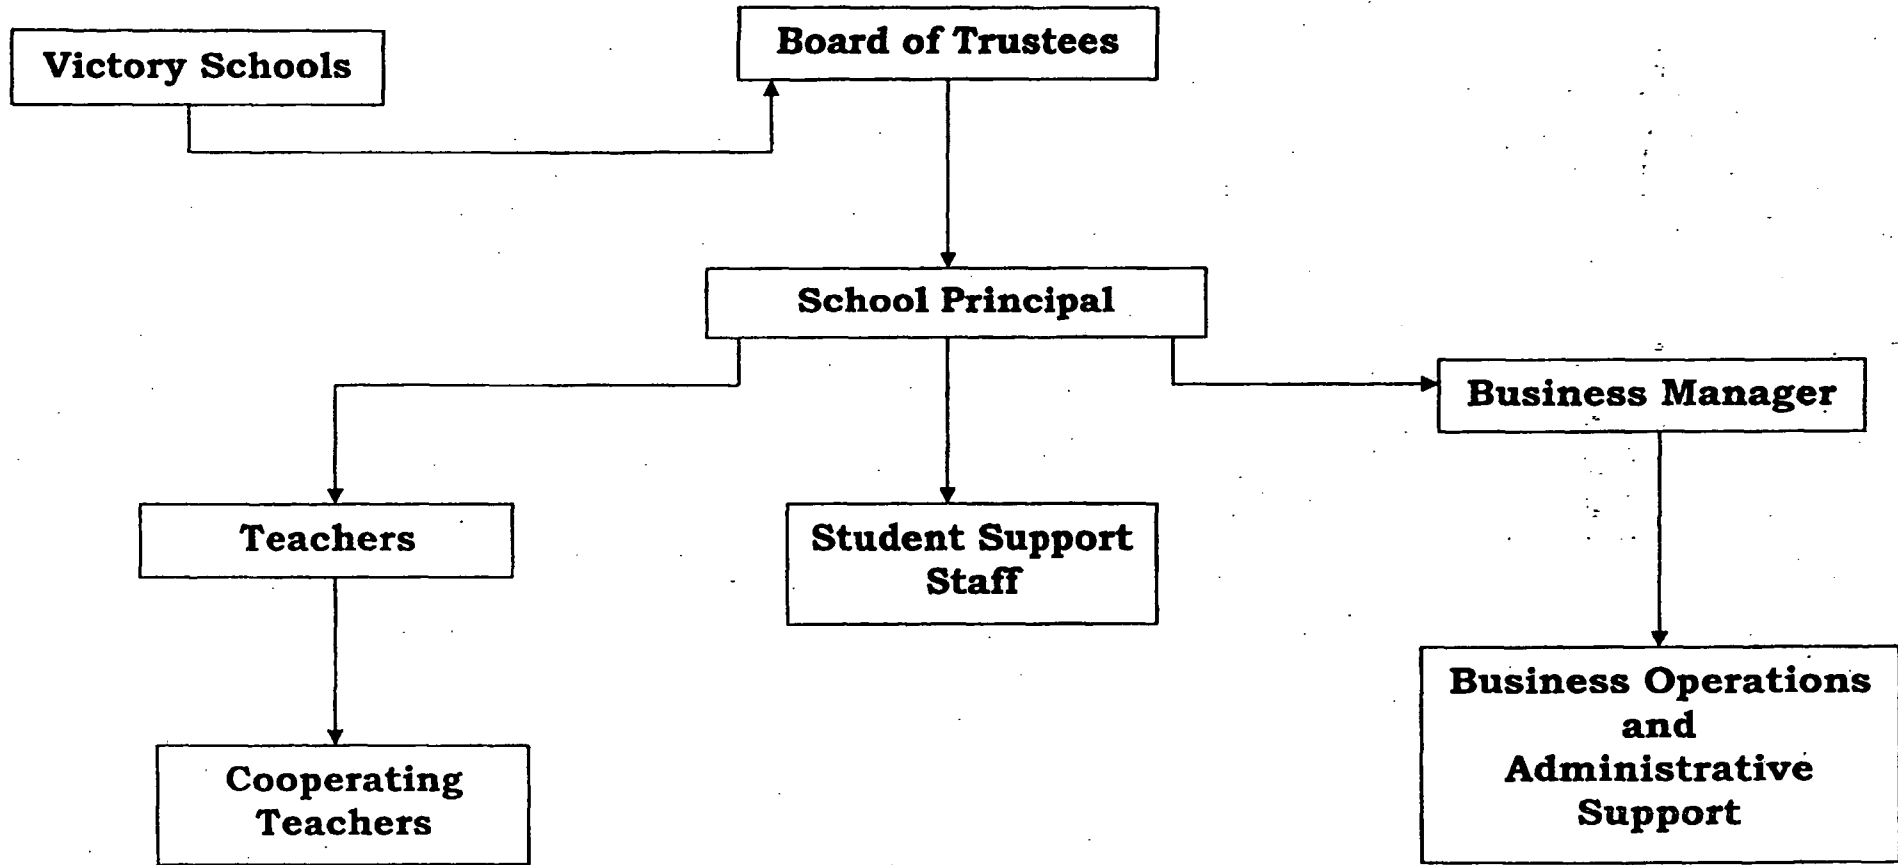 Victory Schools
Board of Trustees
School Principal
Business Manager
Teachers
Student Support
Staff
Cooperating
Teachers
Business Operations
and
Administrative
Support